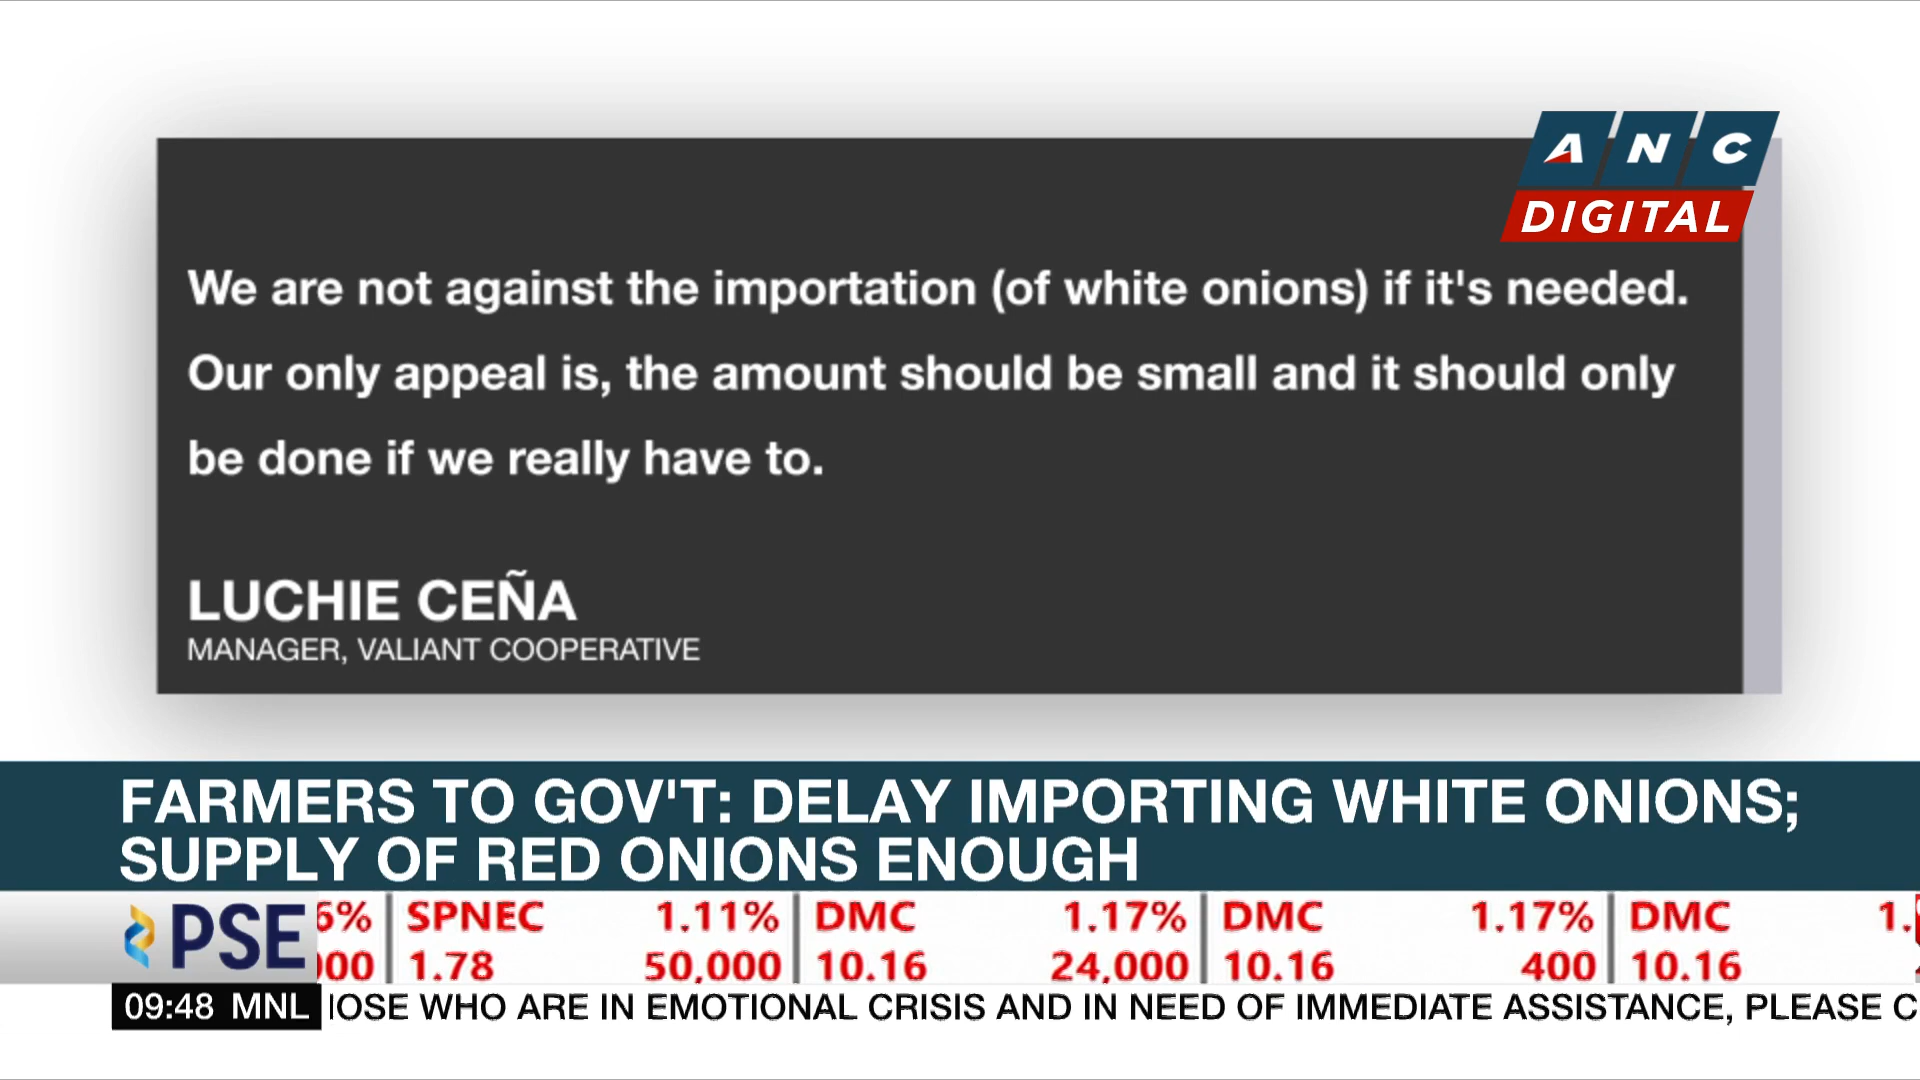 ANC
DIGITAL
We are not against the importation (of white onions) if it's needed.
Our only appeal is, the amount should be small and it should only
be done if we really have to.
LUCHIE CEÑA
MANAGER, VALIANT COOPERATIVE
FARMERS TO GOV'T: DELAY IMPORTING WHITE ONIONS;
SUPPLY OF RED ONIONS ENOUGH
PSE
6% SPNEC 1.11% DMC 1.17% DMC 1.17% DMC 1.
000 1.78 50,000 10.16 24,000 10.16 400 10.16
09:48 MNL HOSE WHO ARE IN EMOTIONAL CRISIS AND IN NEED OF IMMEDIATE ASSISTANCE, PLEASE C